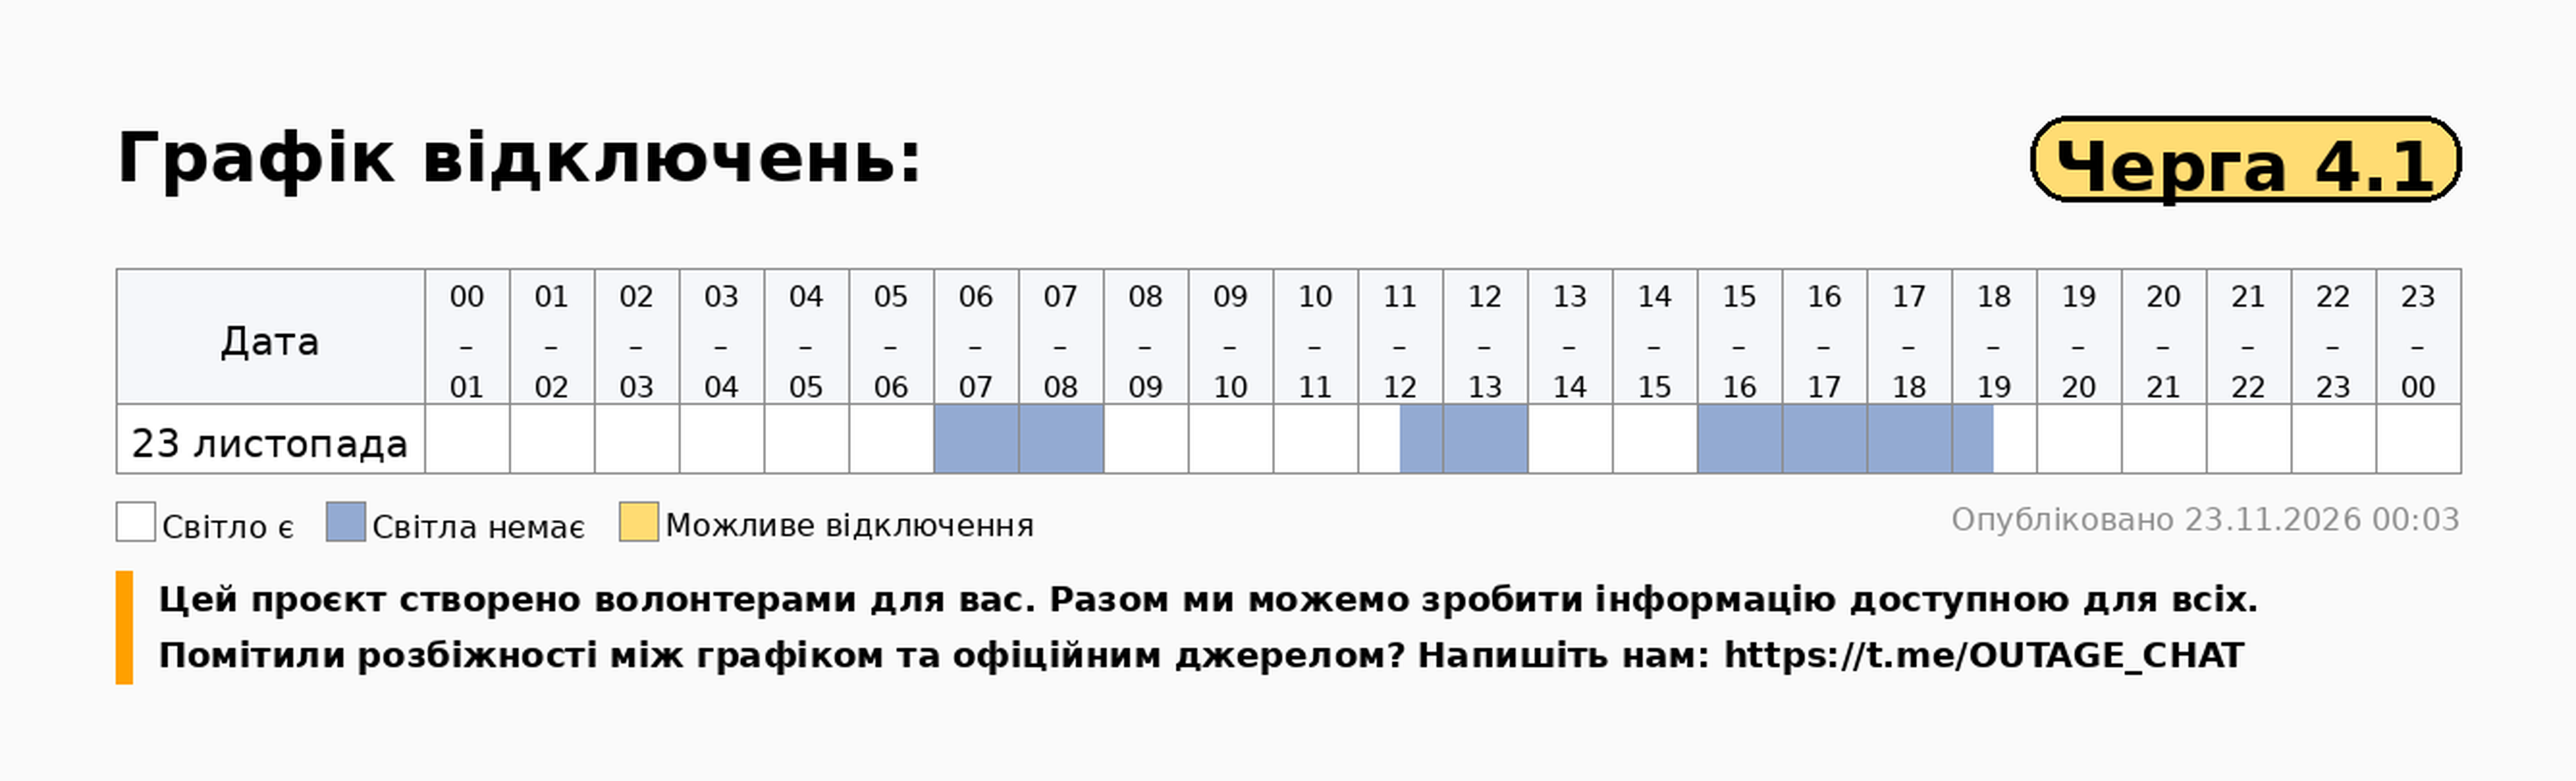 Графік відключень:
Черга 4.1
Дата
00 – 01
01 – 02
02 – 03
03 – 04
04 – 05
05 – 06
06 – 07
07 – 08
08 – 09
09 – 10
10 – 11
11 – 12
12 – 13
13 – 14
14 – 15
15 – 16
16 – 17
17 – 18
18 – 19
19 – 20
20 – 21
21 – 22
22 – 23
23 – 00
23 листопада
Світло є
Світла немає
Можливе відключення
Опубліковано 23.11.2026 00:03
Цей проєкт створено волонтерами для вас. Разом ми можемо зробити інформацію доступною для всіх.
Помітили розбіжності між графіком та офіційним джерелом? Напишіть нам: https://t.me/OUTAGE_CHAT